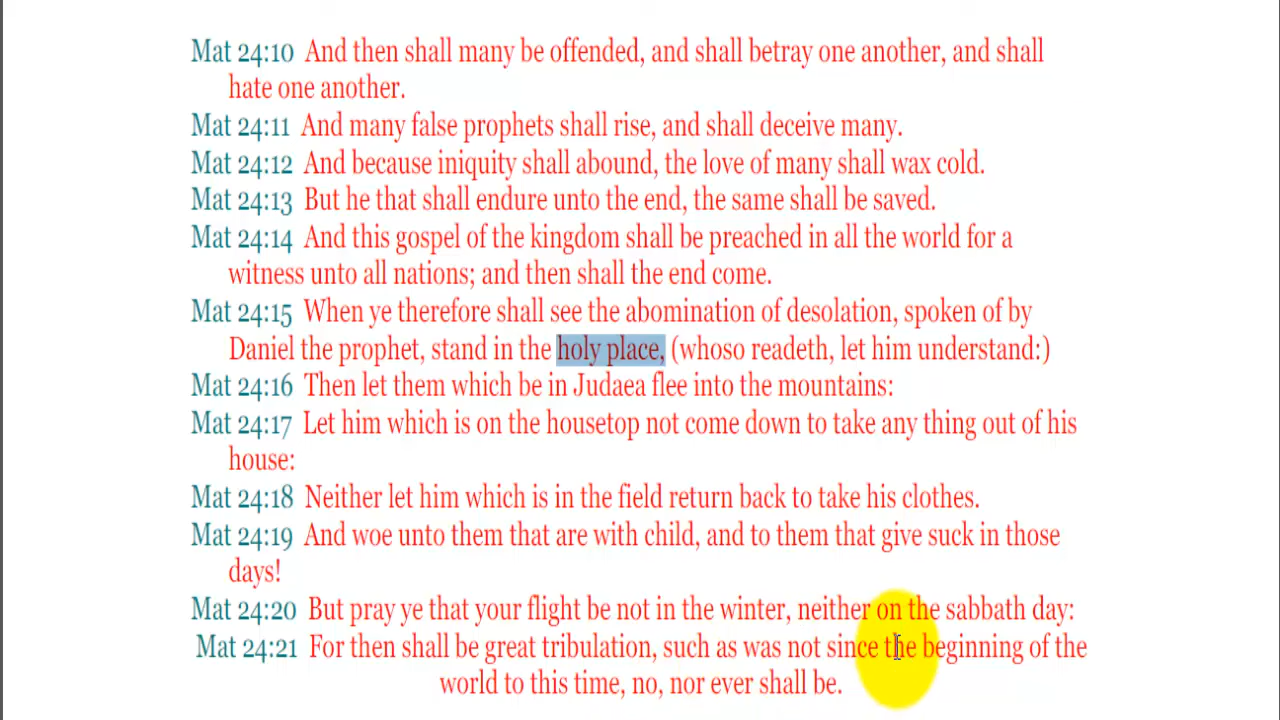 Mat 24:10 And then shall many be offended, and shall betray one another, and shall
hate one another.
Mat 24:11 And many false prophets shall rise, and shall deceive many.
Mat 24:12 And because iniquity shall abound, the love of many shall wax cold.
Mat 24:13 But he that shall endure unto the end, the same shall be saved.
Mat 24:14 And this gospel of the kingdom shall be preached in all the world for a
witness unto all nations; and then shall the end come.
Mat 24:15 When ye therefore shall see the abomination of desolation, spoken of by
Daniel the prophet, stand in the holy place, (whoso readeth, let him understand:)
Mat 24:16 Then let them which be in Judaea flee into the mountains:
Mat 24:17 Let him which is on the housetop not come down to take any thing out of his
house:
Mat 24:18 Neither let him which is in the field return back to take his clothes.
Mat 24:19 And woe unto them that are with child, and to them that give suck in those
days!
Mat 24:20 But pray ye that your flight be not in the winter, neither on the sabbath day:
Mat 24:21 For then shall be great tribulation, such as was not since the beginning of the
world to this time, no, nor ever shall be.